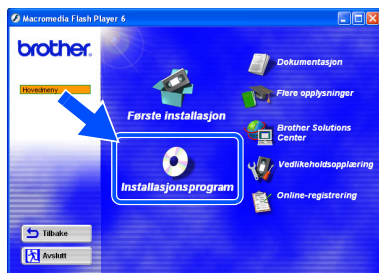 Macromedia Flash Player 6
brother.
Hovedmeny
Første installasjon
Installasjonsprogram
Dokumentasjon
Flere opplysninger
Brother Solutions
Center
Vedlikeholdsopplæring
Online-registrering
Tilbake
Avslutt